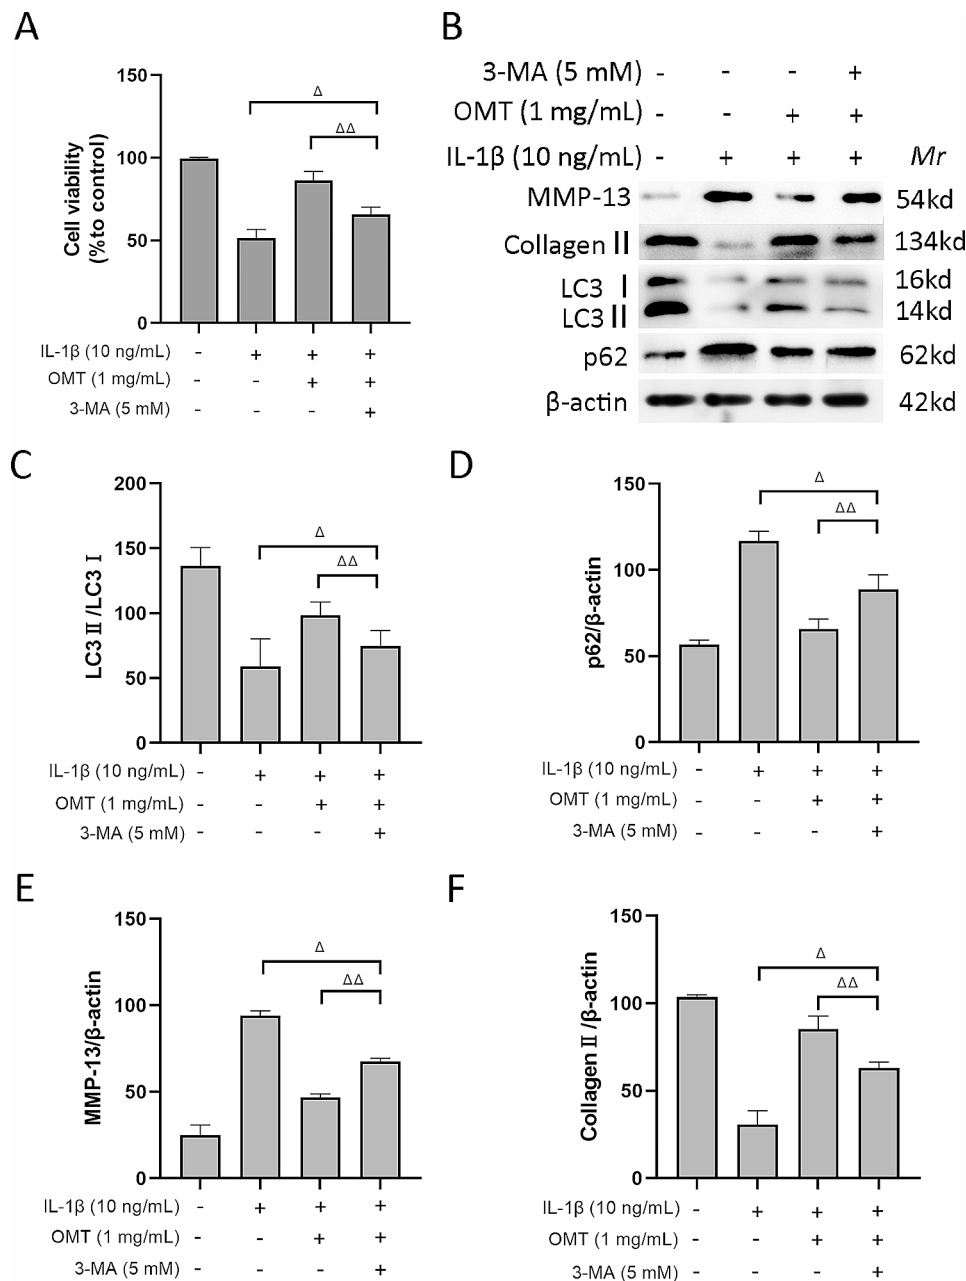 A
150
100
50
0
Cell viability
(%to control)
Δ
ΔΔ
IL-1β (10 ng/mL) - + + +
OMT (1 mg/mL) - - + +
3-MA (5 mM) - - - +
B
3-MA (5 mM) - - - +
OMT (1 mg/mL) - - + +
IL-1β (10 ng/mL) - + + + Mr
MMP-13 54kd
Collagen Ⅱ 134kd
LC3 Ⅰ 16kd
LC3 Ⅱ 14kd
p62 62kd
β-actin 42kd
C
200
150
100
50
0
LC3Ⅱ/LC3Ⅰ
Δ
ΔΔ
IL-1β (10 ng/mL) - + + +
OMT (1 mg/mL) - - + +
3-MA (5 mM) - - - +
D
150
100
50
0
p62/β-actin
Δ
ΔΔ
IL-1β (10 ng/mL) - + + +
OMT (1 mg/mL) - - + +
3-MA (5 mM) - - - +
E
150
100
50
0
MMP-13/β-actin
Δ
ΔΔ
IL-1β (10 ng/mL) - + + +
OMT (1 mg/mL) - - + +
3-MA (5 mM) - - - +
F
150
100
50
0
CollagenⅡ/β-actin
Δ
ΔΔ
IL-1β (10 ng/mL) - + + +
OMT (1 mg/mL) - - + +
3-MA (5 mM) - - - +